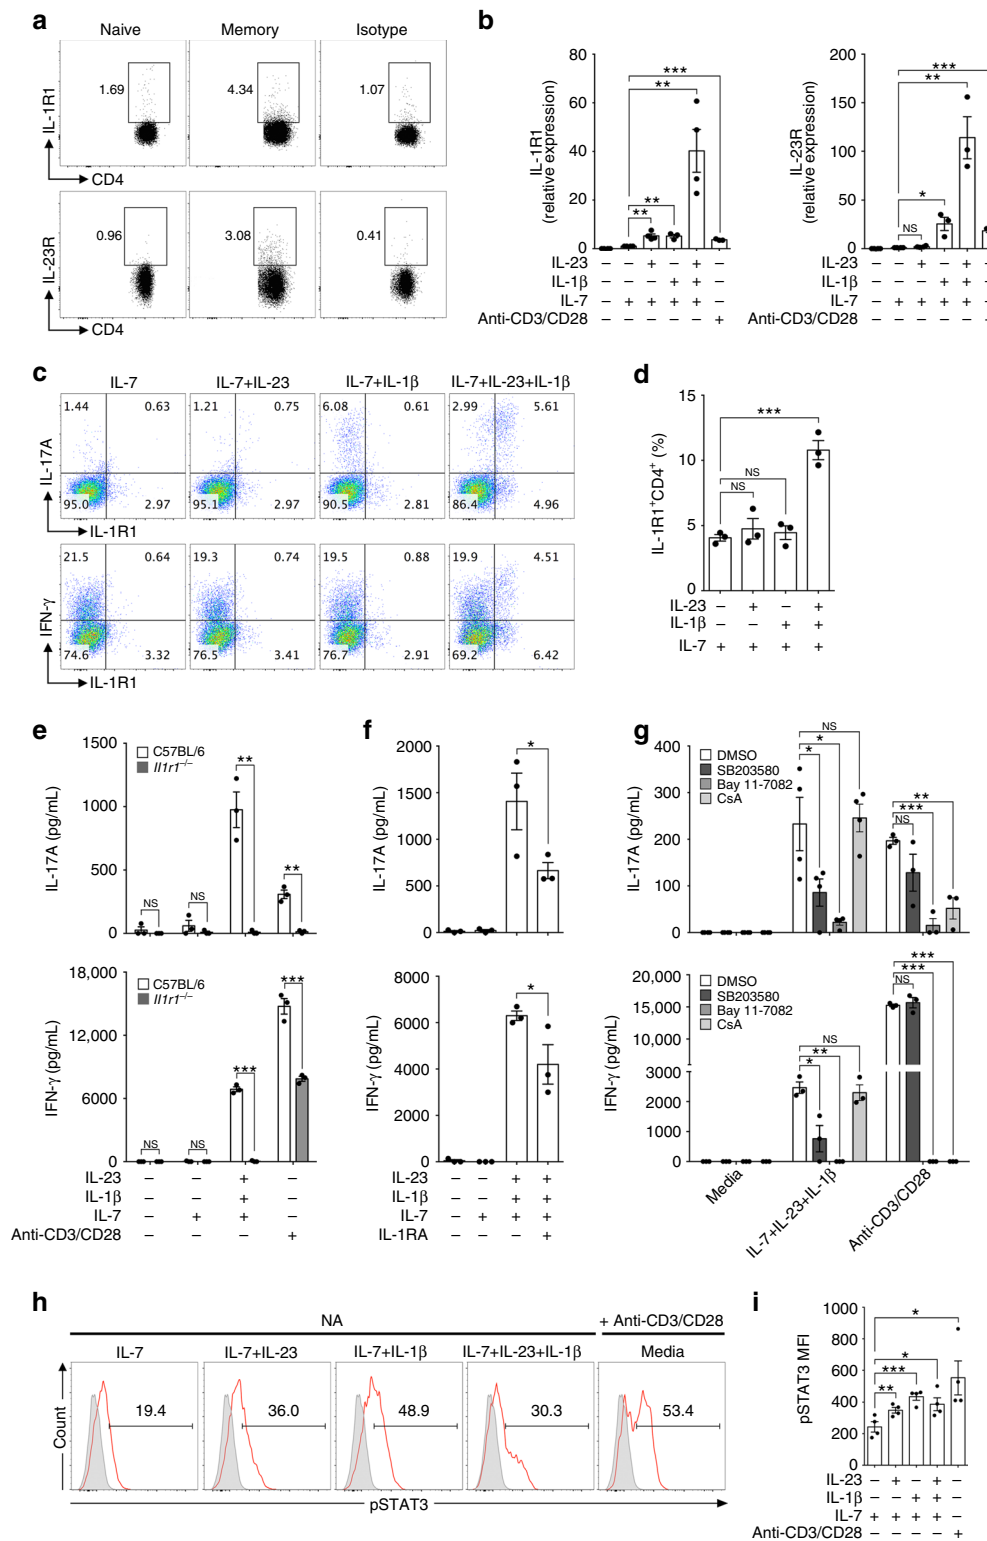 a
Naive Memory Isotype
IL-1R1
1.69 4.34 1.07
CD4
IL-23R
0.96 3.08 0.41
CD4
b
IL-1R1
(relative expression)
80
60
40
20
0
***
**
**
**
IL-23 – – + – + –
IL-1β – – – + + –
IL-7 – + + + + –
Anti-CD3/CD28 – – – – – +
IL-23R
(relative expression)
200
150
100
50
0
***
**
*
NS
IL-23 – – + – +
IL-1β – – – + +
IL-7 – + + + +
Anti-CD3/CD28 – – – – –
c
IL-7 IL-7+IL-23 IL-7+IL-1β IL-7+IL-23+IL-1β
IL-17A
1.44 0.63 1.21 0.75 6.08 0.61 2.99 5.61
95.0 2.97 95.1 2.97 90.5 2.81 86.4 4.96
IL-1R1
IFN-γ
21.5 0.64 19.3 0.74 19.5 0.88 19.9 4.51
74.6 3.32 76.5 3.41 76.7 2.91 69.2 6.42
IL-1R1
d
IL-1R1⁺CD4⁺ (%)
15
10
5
0
***
NS
NS
IL-23 – + – +
IL-1β – – + +
IL-7 + + + +
e
IL-17A (pg/mL)
1500
1000
500
0
C57BL/6
Il1r1⁻/⁻
NS NS ** **
IFN-γ (pg/mL)
18,000
12,000
6000
0
C57BL/6
Il1r1⁻/⁻
NS NS *** ***
IL-23 – – + –
IL-1β – – + –
IL-7 – + + –
Anti-CD3/CD28 – – – +
f
IL-17A (pg/mL)
2000
1500
1000
500
0
*
IFN-γ (pg/mL)
8000
6000
4000
2000
0
*
IL-23 – – + +
IL-1β – – + +
IL-7 – + + +
IL-1RA – – – +
g
IL-17A (pg/mL)
400
300
200
100
0
DMSO
SB203580
Bay 11-7082
CsA
NS
*
*
**
***
NS
IFN-γ (pg/mL)
20,000
15,000
10,000
3000
2000
1000
0
DMSO
SB203580
Bay 11-7082
CsA
NS
**
*
***
***
NS
Media
IL-7+IL-23+IL-1β
Anti-CD3/CD28
h
NA + Anti-CD3/CD28
IL-7 IL-7+IL-23 IL-7+IL-1β IL-7+IL-23+IL-1β Media
Count
19.4 36.0 48.9 30.3 53.4
pSTAT3
i
pSTAT3 MFI
1000
800
600
400
200
0
*
*
***
**
IL-23 – + – + –
IL-1β – – + + –
IL-7 + + + + –
Anti-CD3/CD28 – – – – +